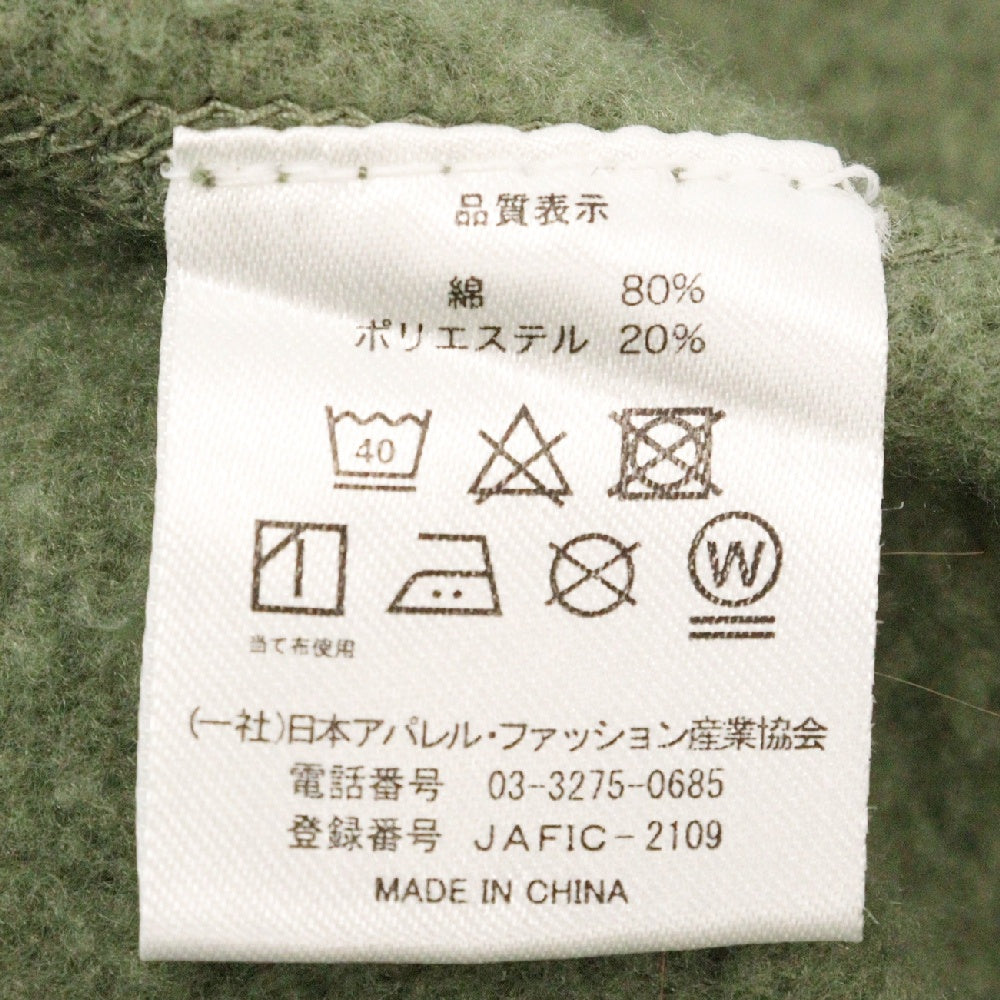 品質表示
綿 80%
ポリエステル 20%
40
W
当て布使用
(一社)日本アパレル・ファッション産業協会
電話番号 03-3275-0685
登録番号 JAFIC-2109
MADE IN CHINA